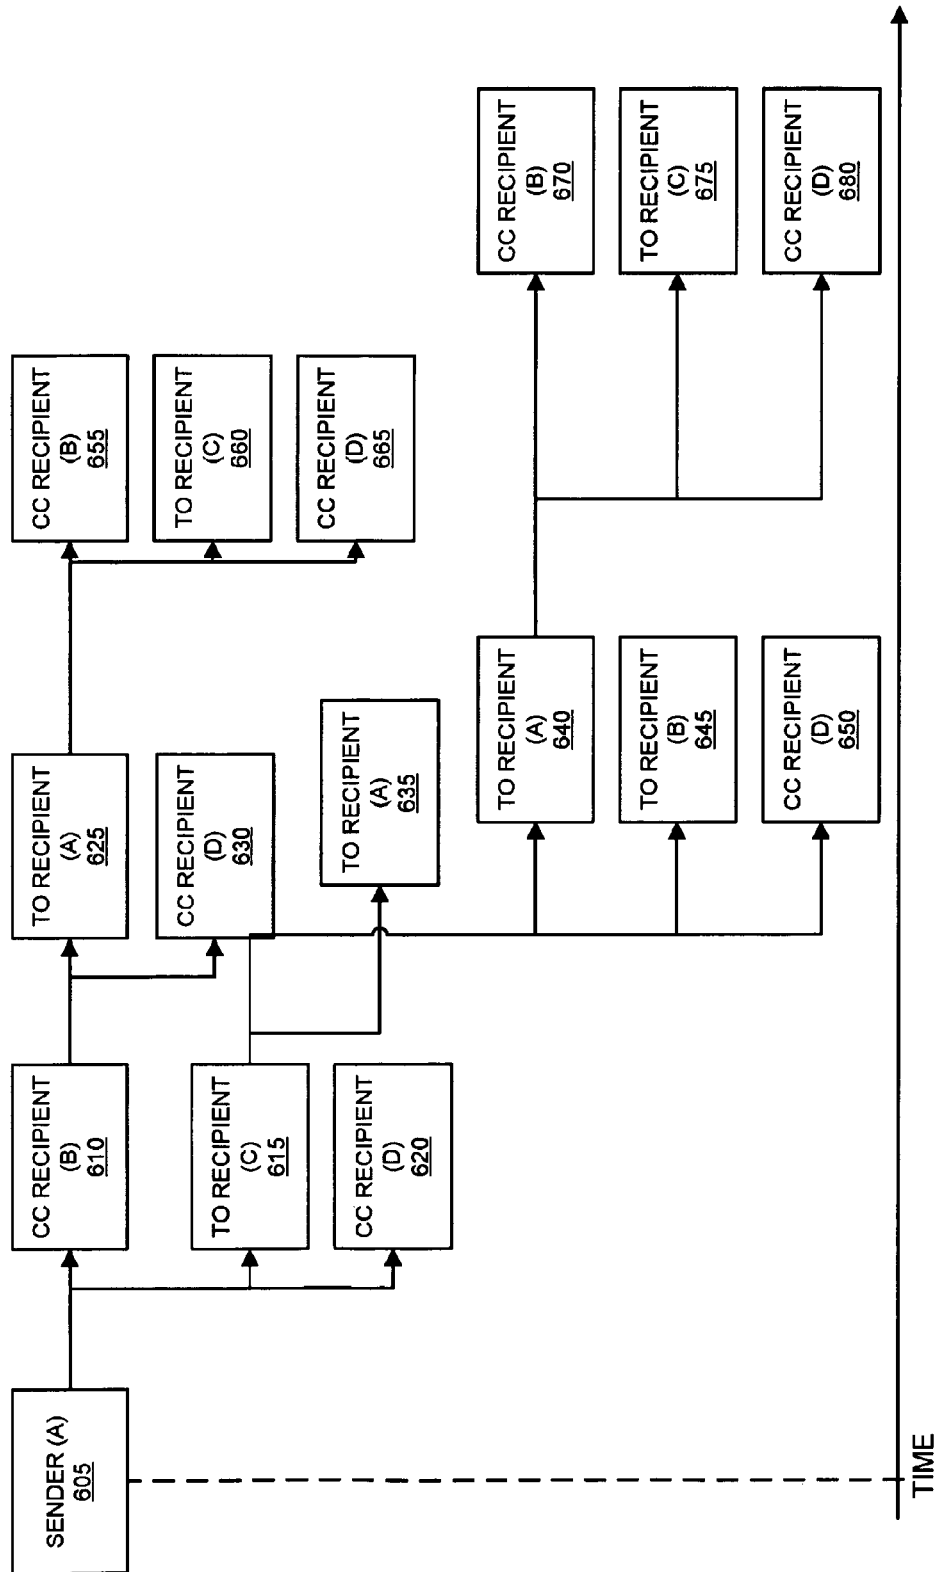 SENDER (A)
605
CC RECIPIENT
(B)
610
TO RECIPIENT
(C)
615
CC RECIPIENT
(D)
620
TO RECIPIENT
(A)
625
CC RECIPIENT
(D)
630
TO RECIPIENT
(A)
635
TO RECIPIENT
(A)
640
TO RECIPIENT
(B)
645
CC RECIPIENT
(D)
650
CC RECIPIENT
(B)
655
TO RECIPIENT
(C)
660
CC RECIPIENT
(D)
665
CC RECIPIENT
(B)
670
TO RECIPIENT
(C)
675
CC RECIPIENT
(D)
680
TIME